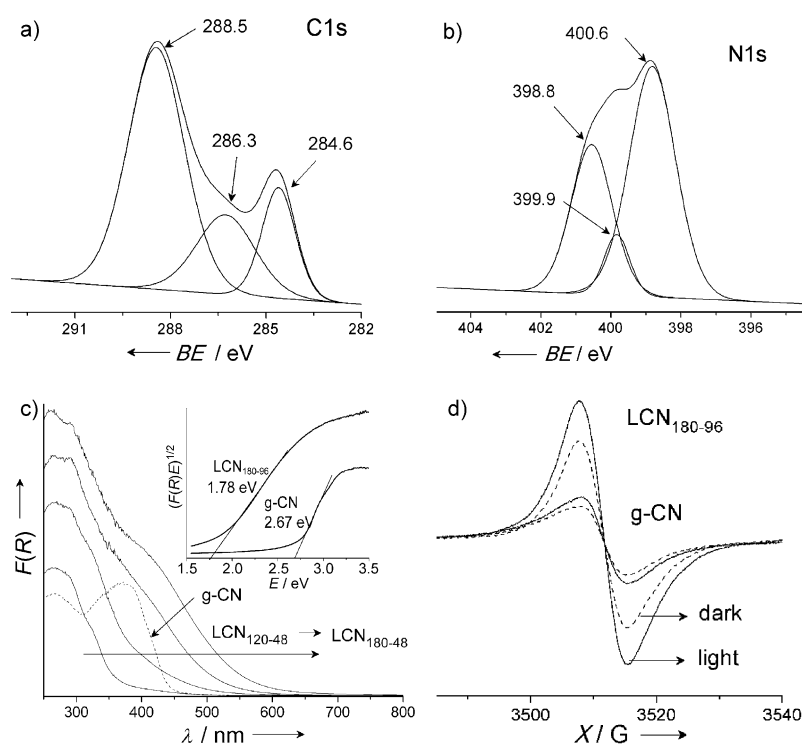 a)
C1s
288.5
286.3
284.6
291
288
285
282
BE / eV
b)
N1s
400.6
398.8
399.9
404
402
400
398
396
BE / eV
c)
F(R)
(F(R)E)^1/2
LCN180-96
1.78 eV
g-CN
2.67 eV
1.5
2.0
2.5
3.0
3.5
E / eV
g-CN
LCN120-48 → LCN180-48
300
400
500
600
700
800
λ / nm
d)
LCN180-96
g-CN
dark
light
3500
3520
3540
X / G